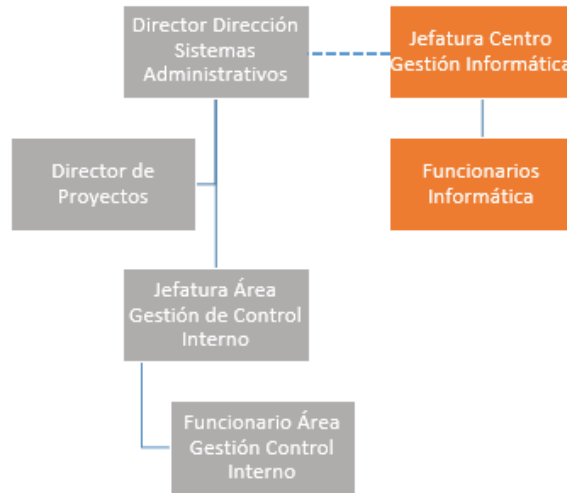 Director Dirección
Sistemas
Administrativos
Jefatura Centro
Gestión Informática
Director de
Proyectos
Funcionarios
Informática
Jefatura Área
Gestión de Control
Interno
Funcionario Área
Gestión Control
Interno